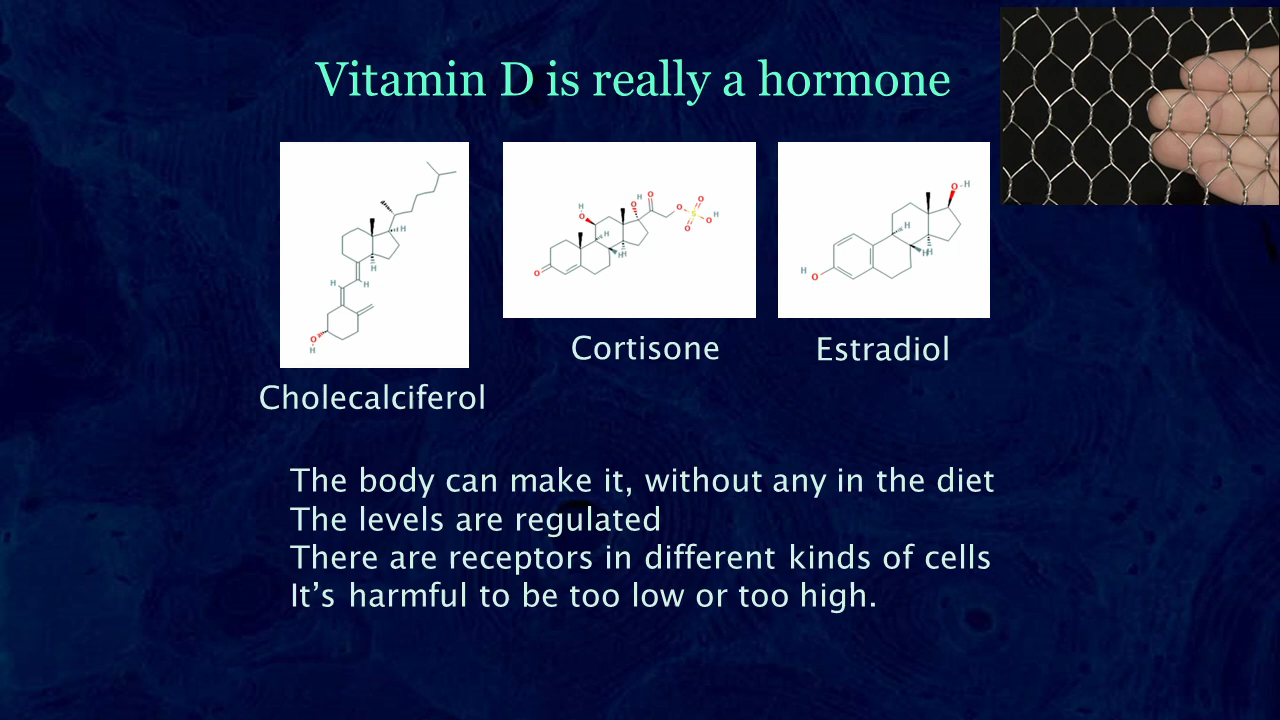 Vitamin D is really a hormone
Cortisone
Estradiol
Cholecalciferol
The body can make it, without any in the diet
The levels are regulated
There are receptors in different kinds of cells
It’s harmful to be too low or too high.